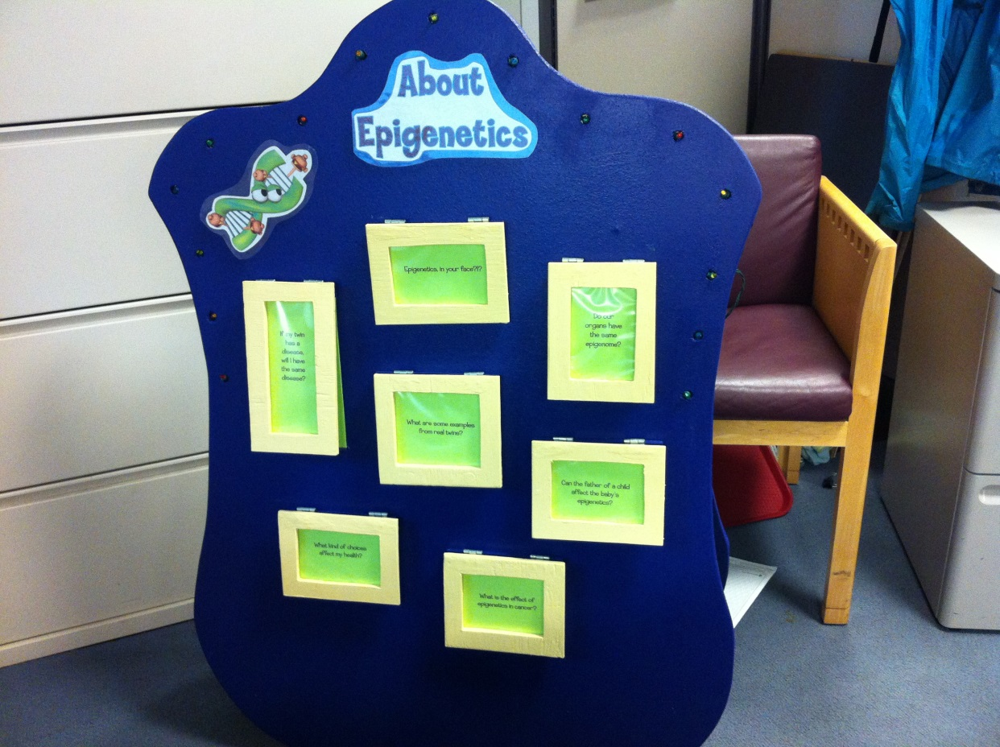 About
Epigenetics
Epigenetics, in your face?!?
If my twin
has a
disease,
will I have
the same
disease?
Do our
organs have
the same
epigenome?
What are some examples
from real twins?
Can the father of a child
affect the baby's
epigenetics?
What kind of choices
affect my health?
What is the effect of
epigenetics in cancer?